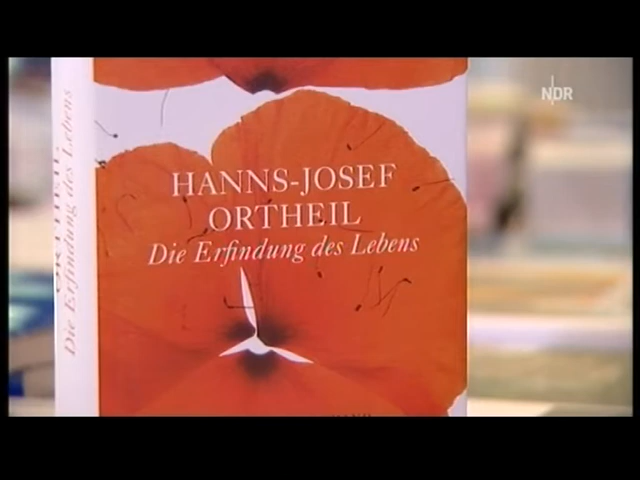 NDR
HANNS-JOSEF
ORTHEIL
Die Erfindung des Lebens
Die Erfindung des Lebens